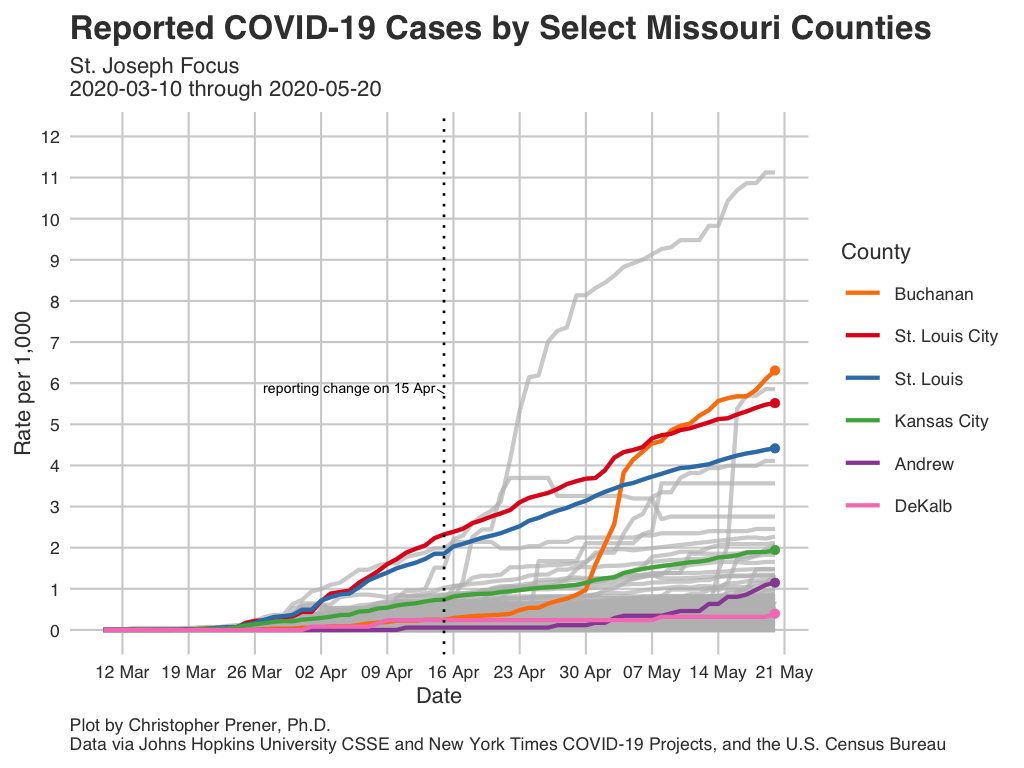 Reported COVID-19 Cases by Select Missouri Counties
St. Joseph Focus
2020-03-10 through 2020-05-20
12
11
10
9
8
7
6
5
4
3
2
1
0
Rate per 1,000
reporting change on 15 Apr
12 Mar 19 Mar 26 Mar 02 Apr 09 Apr 16 Apr 23 Apr 30 Apr 07 May 14 May 21 May
Date
County
Buchanan
St. Louis City
St. Louis
Kansas City
Andrew
DeKalb
Plot by Christopher Prener, Ph.D.
Data via Johns Hopkins University CSSE and New York Times COVID-19 Projects, and the U.S. Census Bureau